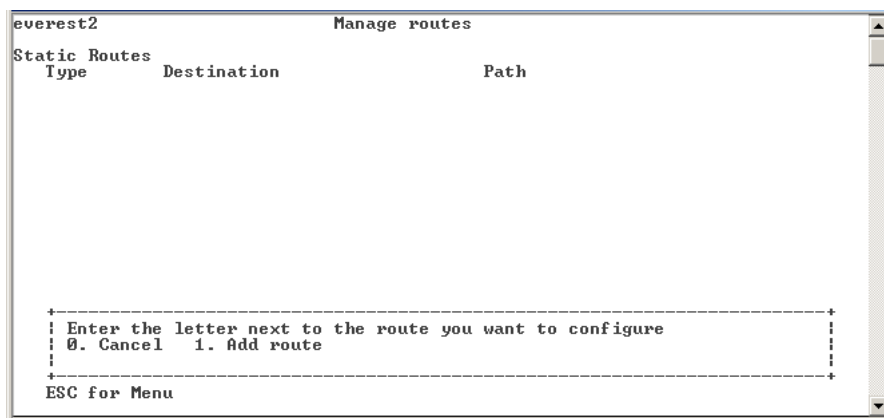 everest2 Manage routes
Static Routes
Type Destination Path
Enter the letter next to the route you want to configure
0. Cancel 1. Add route
ESC for Menu